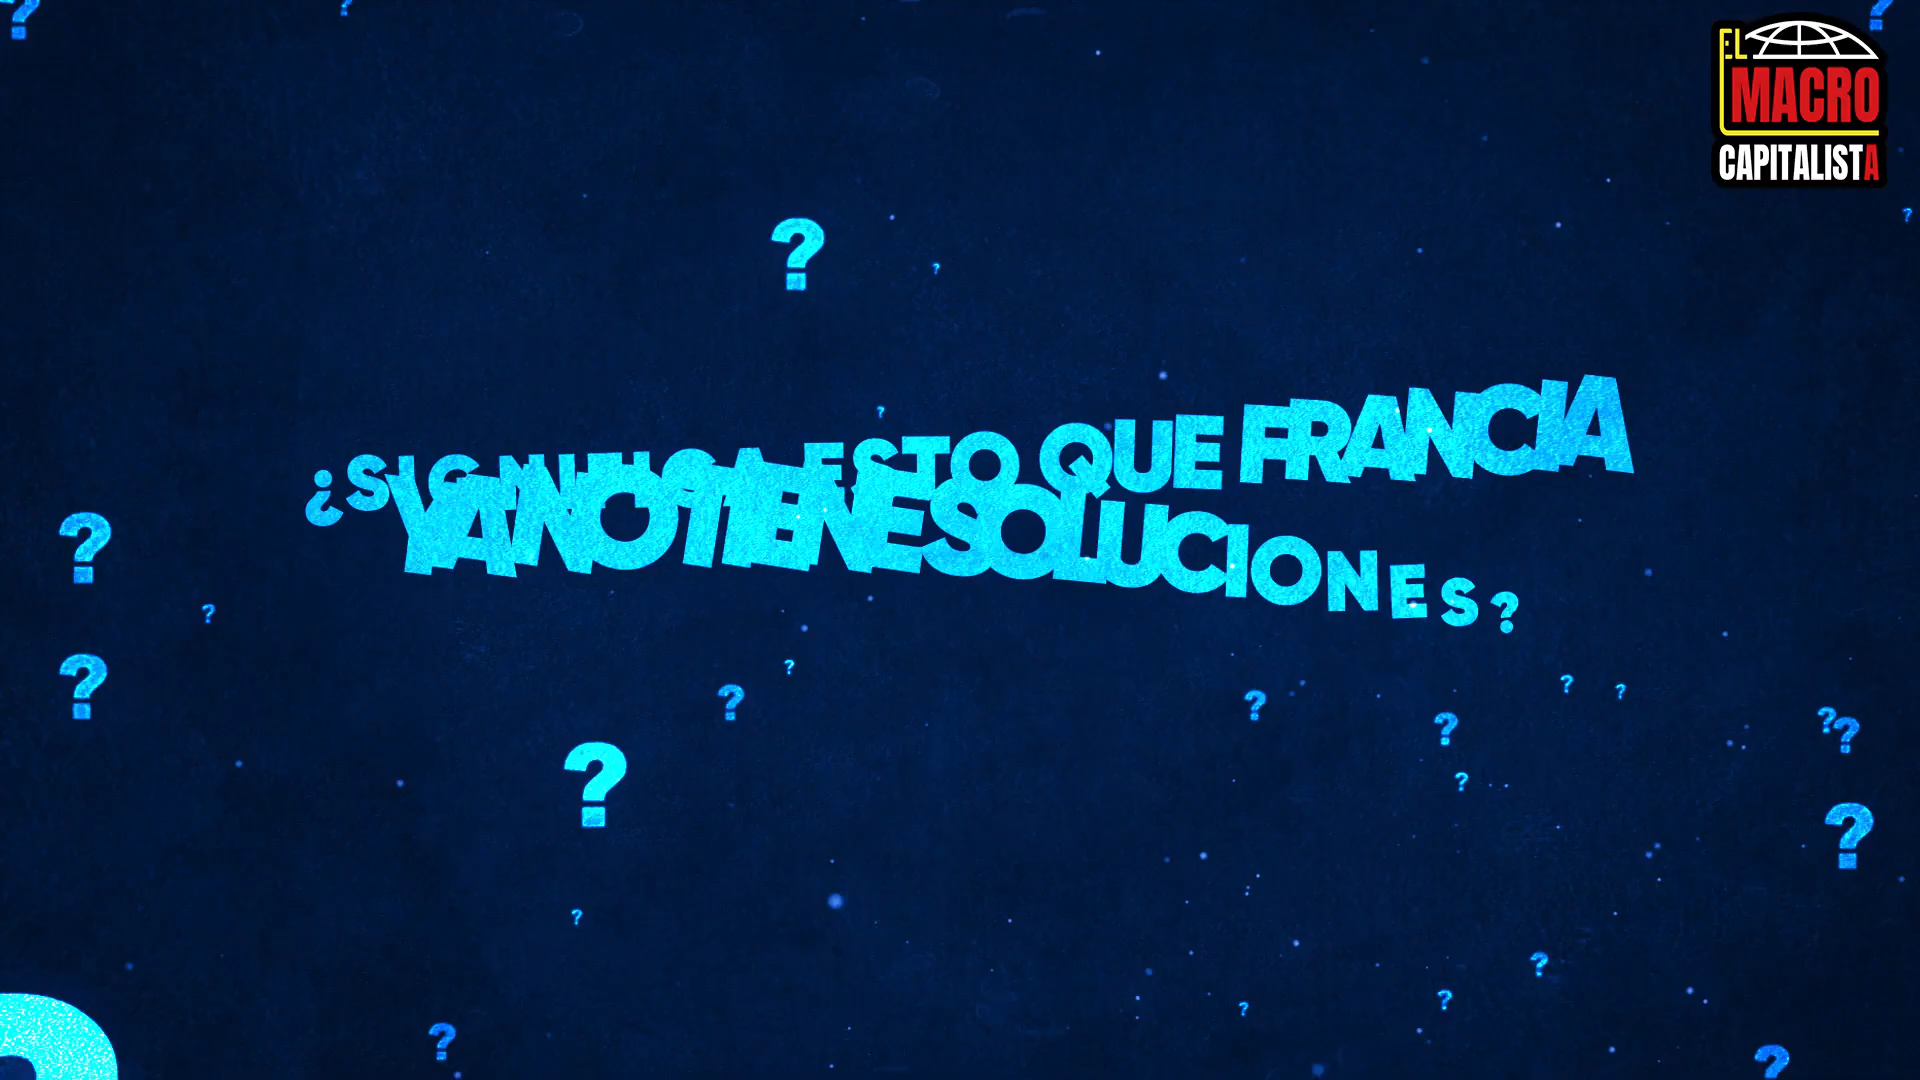 EL
MACRO
CAPITALISTA
¿SIGNIFICA ESTO QUE FRANCIA
YA NO TIENE SOLUCIONES?